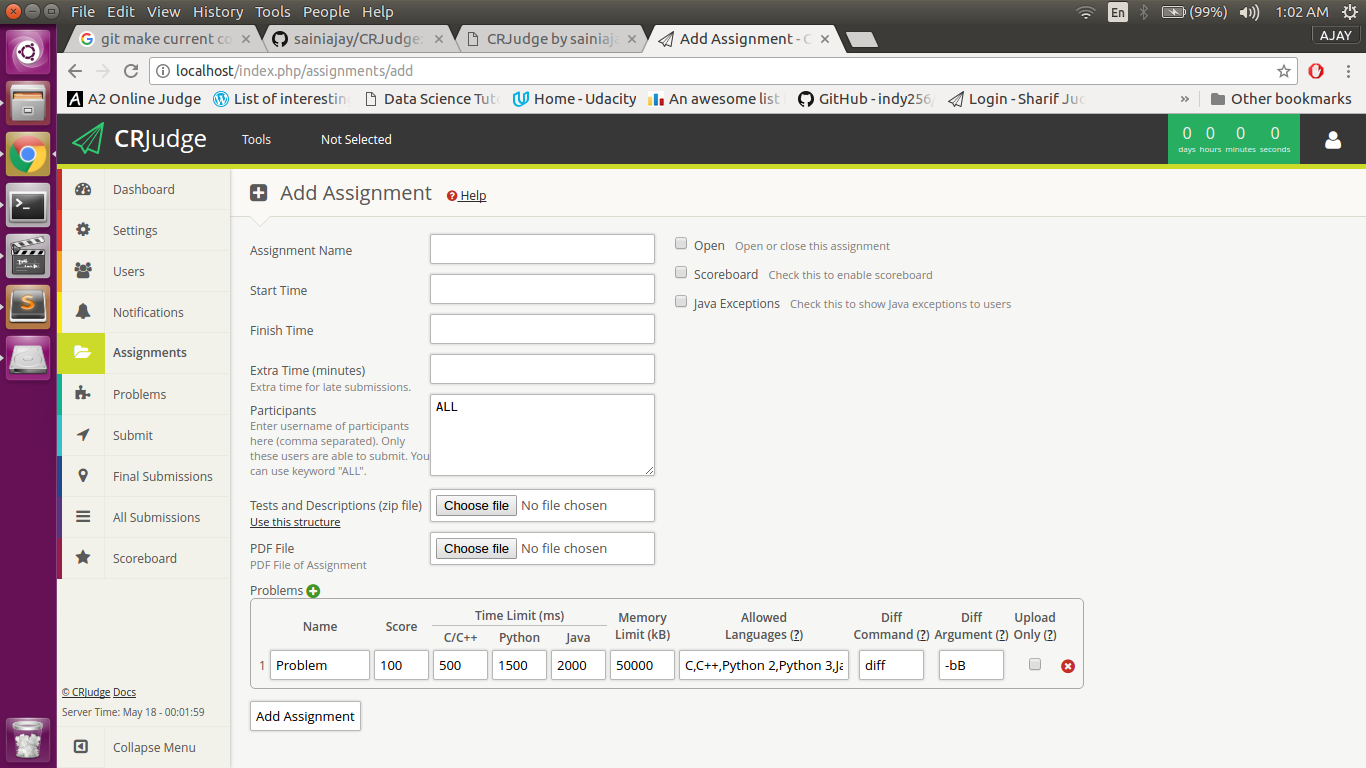 File Edit View History Tools People Help
En (99%) 1:02 AM
git make current co
sainiajay/CRJudge:
CRJudge by sainiaj
Add Assignment - C
AJAY
localhost/index.php/assignments/add
A2 Online Judge
List of interestin
Data Science Tuto
Home - Udacity
An awesome list
GitHub - indy256/
Login - Sharif Jud
»
Other bookmarks
CRJudge
Tools
Not Selected
0 0 0 0
days hours minutes seconds
Dashboard
Settings
Users
Notifications
Assignments
Problems
Submit
Final Submissions
All Submissions
Scoreboard
© CRJudge Docs
Server Time: May 18 - 00:01:59
Collapse Menu
Add Assignment
Help
Assignment Name
Start Time
Finish Time
Extra Time (minutes)
Extra time for late submissions.
Participants
Enter username of participants
here (comma separated). Only
these users are able to submit. You
can use keyword "ALL".
ALL
Tests and Descriptions (zip file)
Use this structure
Choose file No file chosen
PDF File
PDF File of Assignment
Choose file No file chosen
Open Open or close this assignment
Scoreboard Check this to enable scoreboard
Java Exceptions Check this to show Java exceptions to users
Problems
Name
Score
Time Limit (ms)
C/C++ Python Java
Memory
Limit (kB)
Allowed
Languages (?)
Diff
Command (?)
Diff
Argument (?)
Upload
Only (?)
1 Problem 100 500 1500 2000 50000 C,C++,Python 2,Python 3,Ja diff -bB
Add Assignment